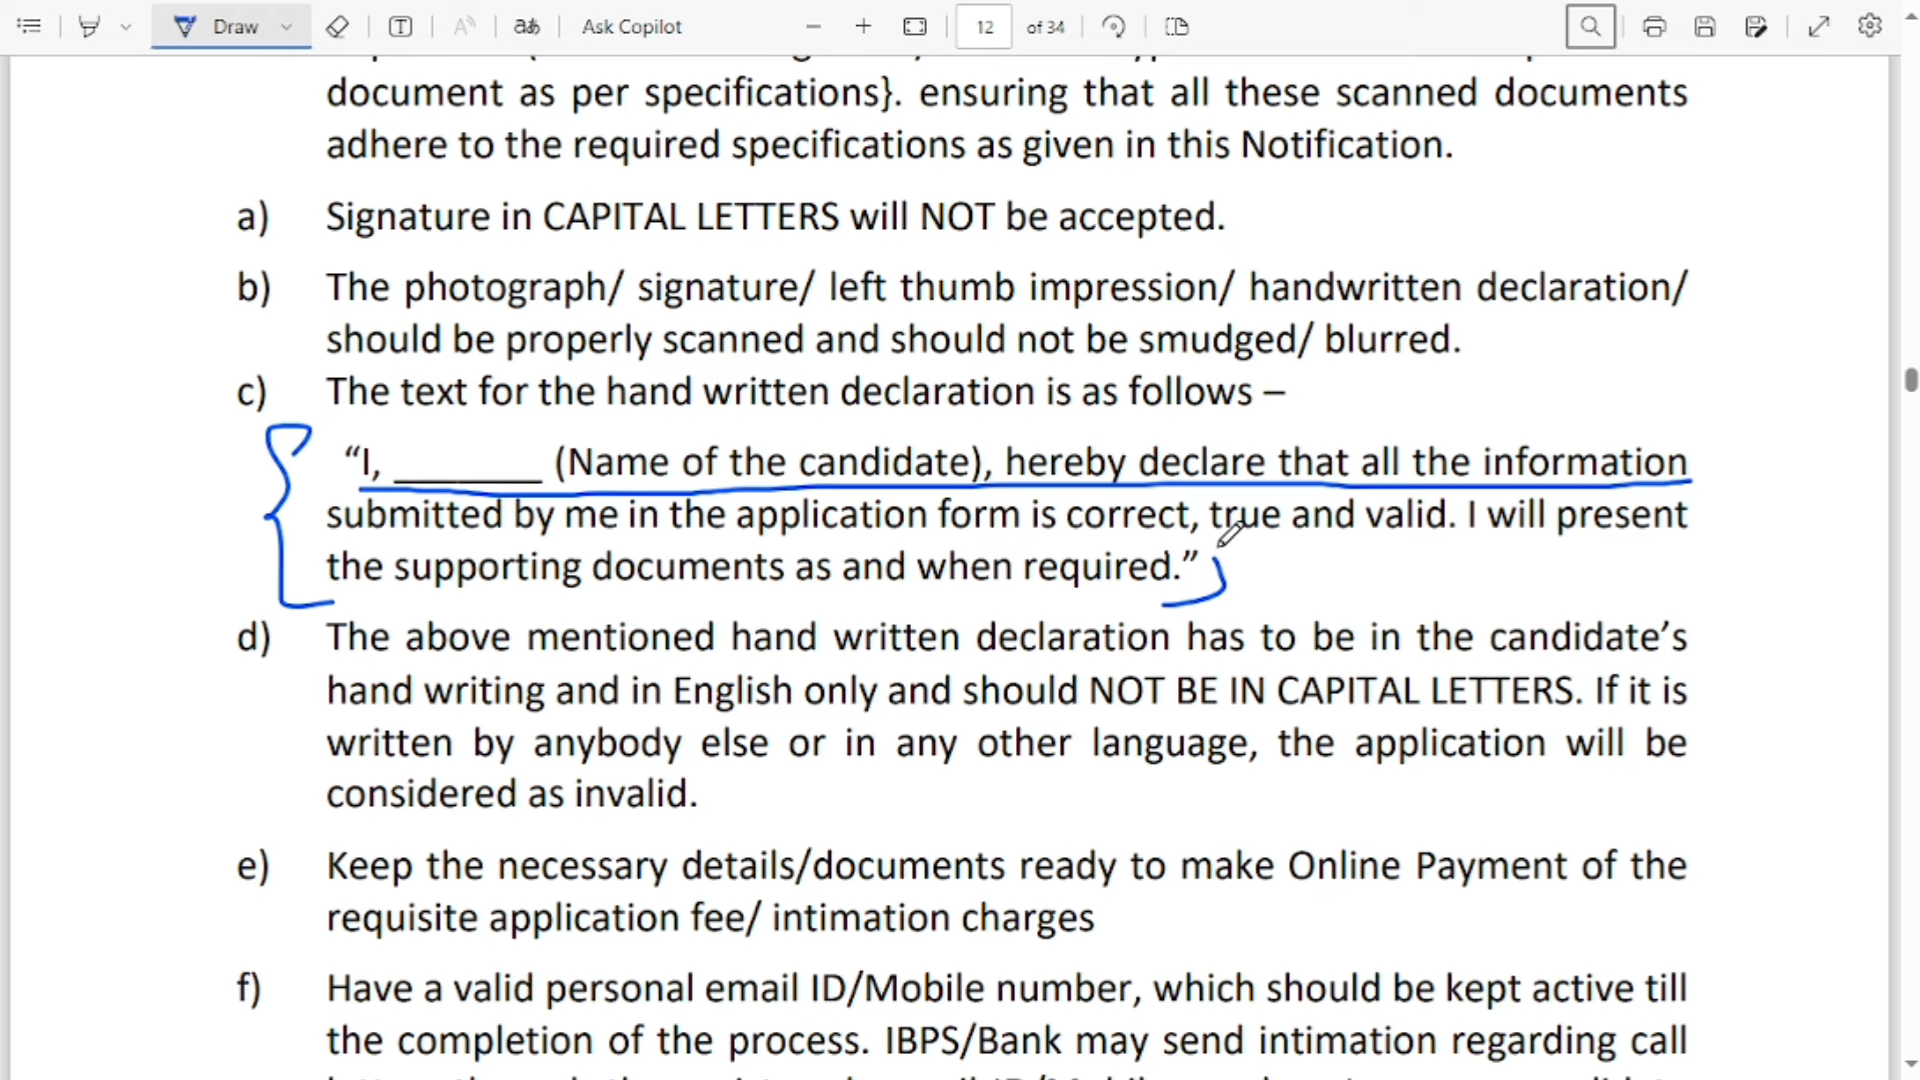 Draw
Ask Copilot
12 of 34
document as per specifications}. ensuring that all these scanned documents
adhere to the required specifications as given in this Notification.
a) Signature in CAPITAL LETTERS will NOT be accepted.
b) The photograph/ signature/ left thumb impression/ handwritten declaration/
should be properly scanned and should not be smudged/ blurred.
c) The text for the hand written declaration is as follows –
“I, _______ (Name of the candidate), hereby declare that all the information
submitted by me in the application form is correct, true and valid. I will present
the supporting documents as and when required.”
d) The above mentioned hand written declaration has to be in the candidate’s
hand writing and in English only and should NOT BE IN CAPITAL LETTERS. If it is
written by anybody else or in any other language, the application will be
considered as invalid.
e) Keep the necessary details/documents ready to make Online Payment of the
requisite application fee/ intimation charges
f) Have a valid personal email ID/Mobile number, which should be kept active till
the completion of the process. IBPS/Bank may send intimation regarding call